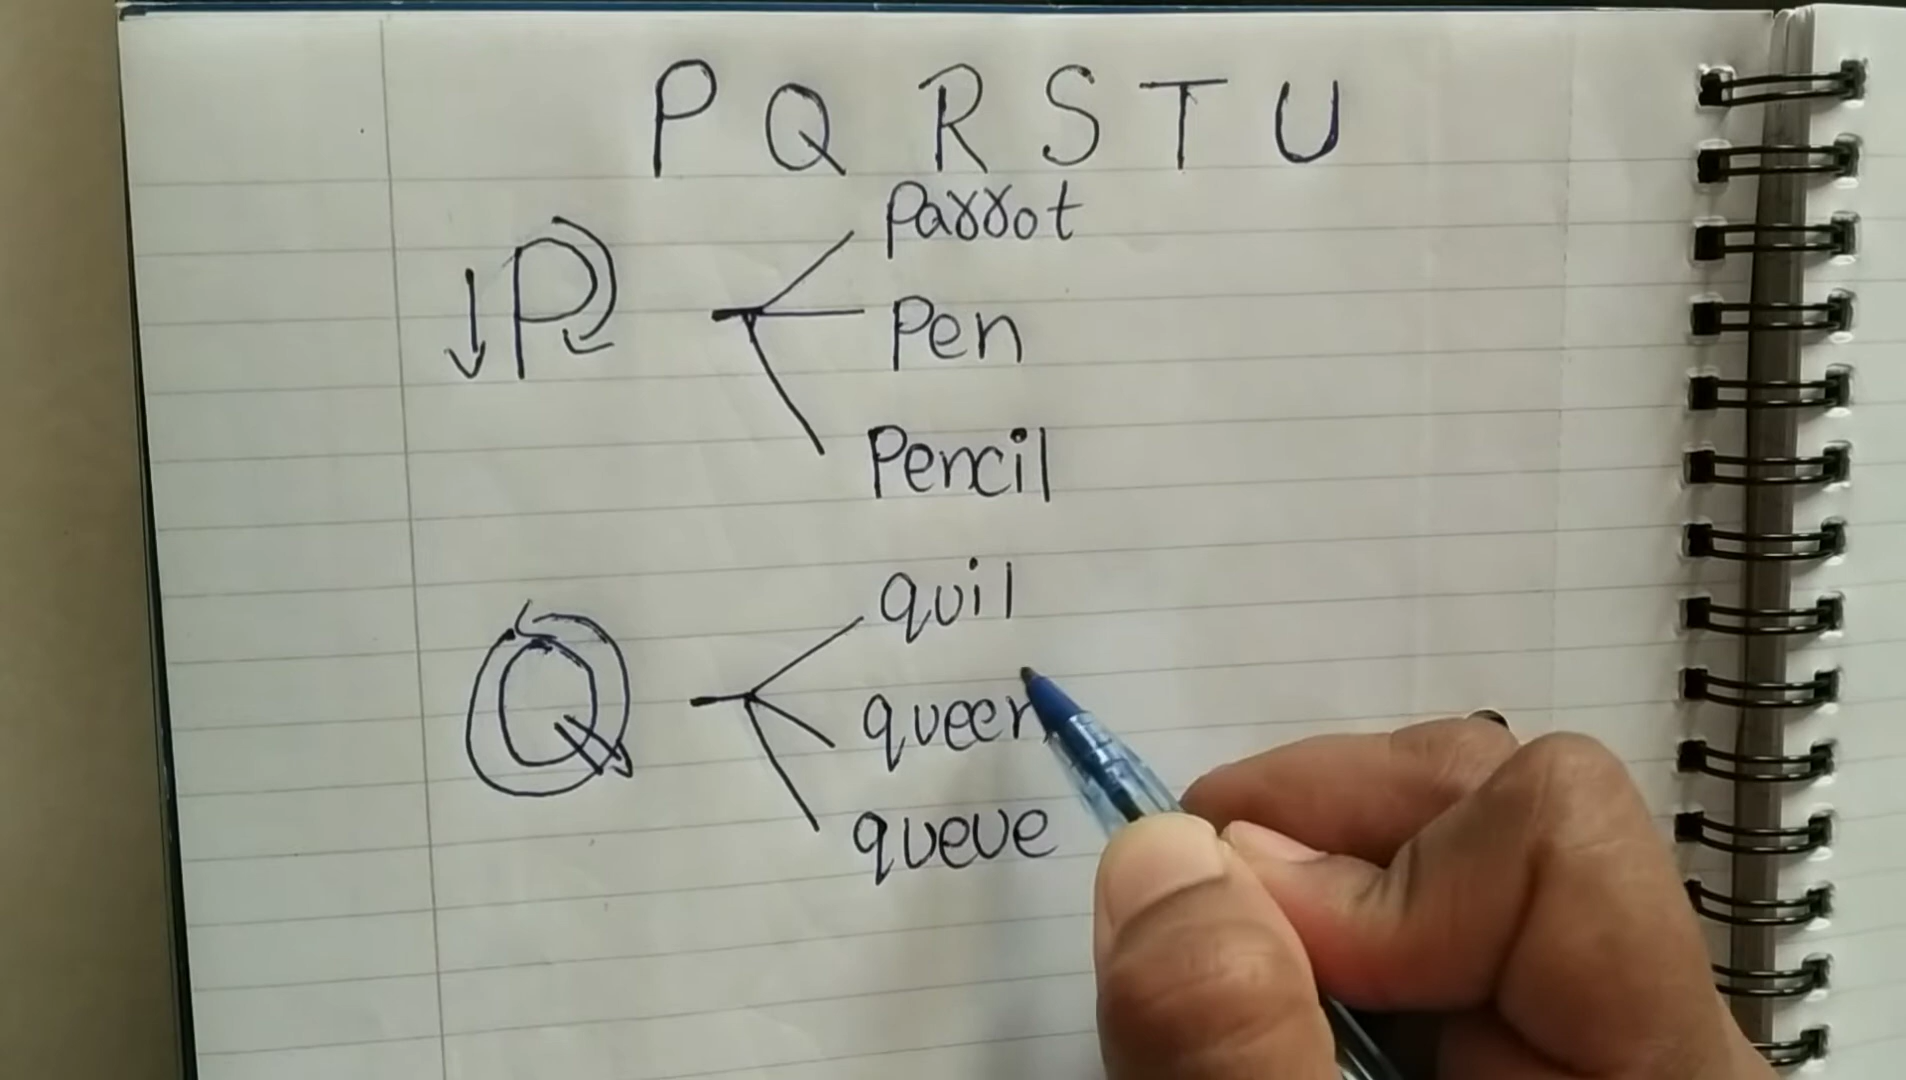 P Q R S T U
P
Parrot
Pen
Pencil
Q
quil
queen
queue